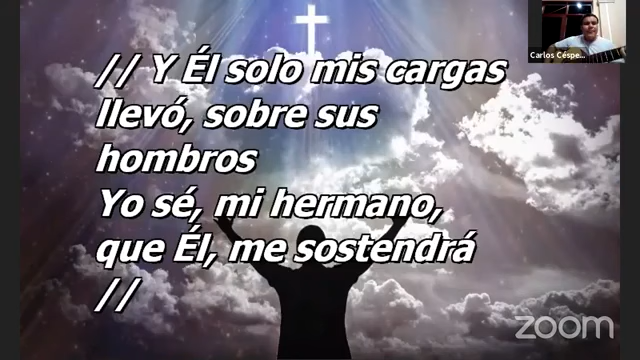 Carlos Céspe...
// Y Él solo mis cargas
llevó, sobre sus
hombros
Yo sé, mi hermano,
que Él, me sostendrá
//
zoom